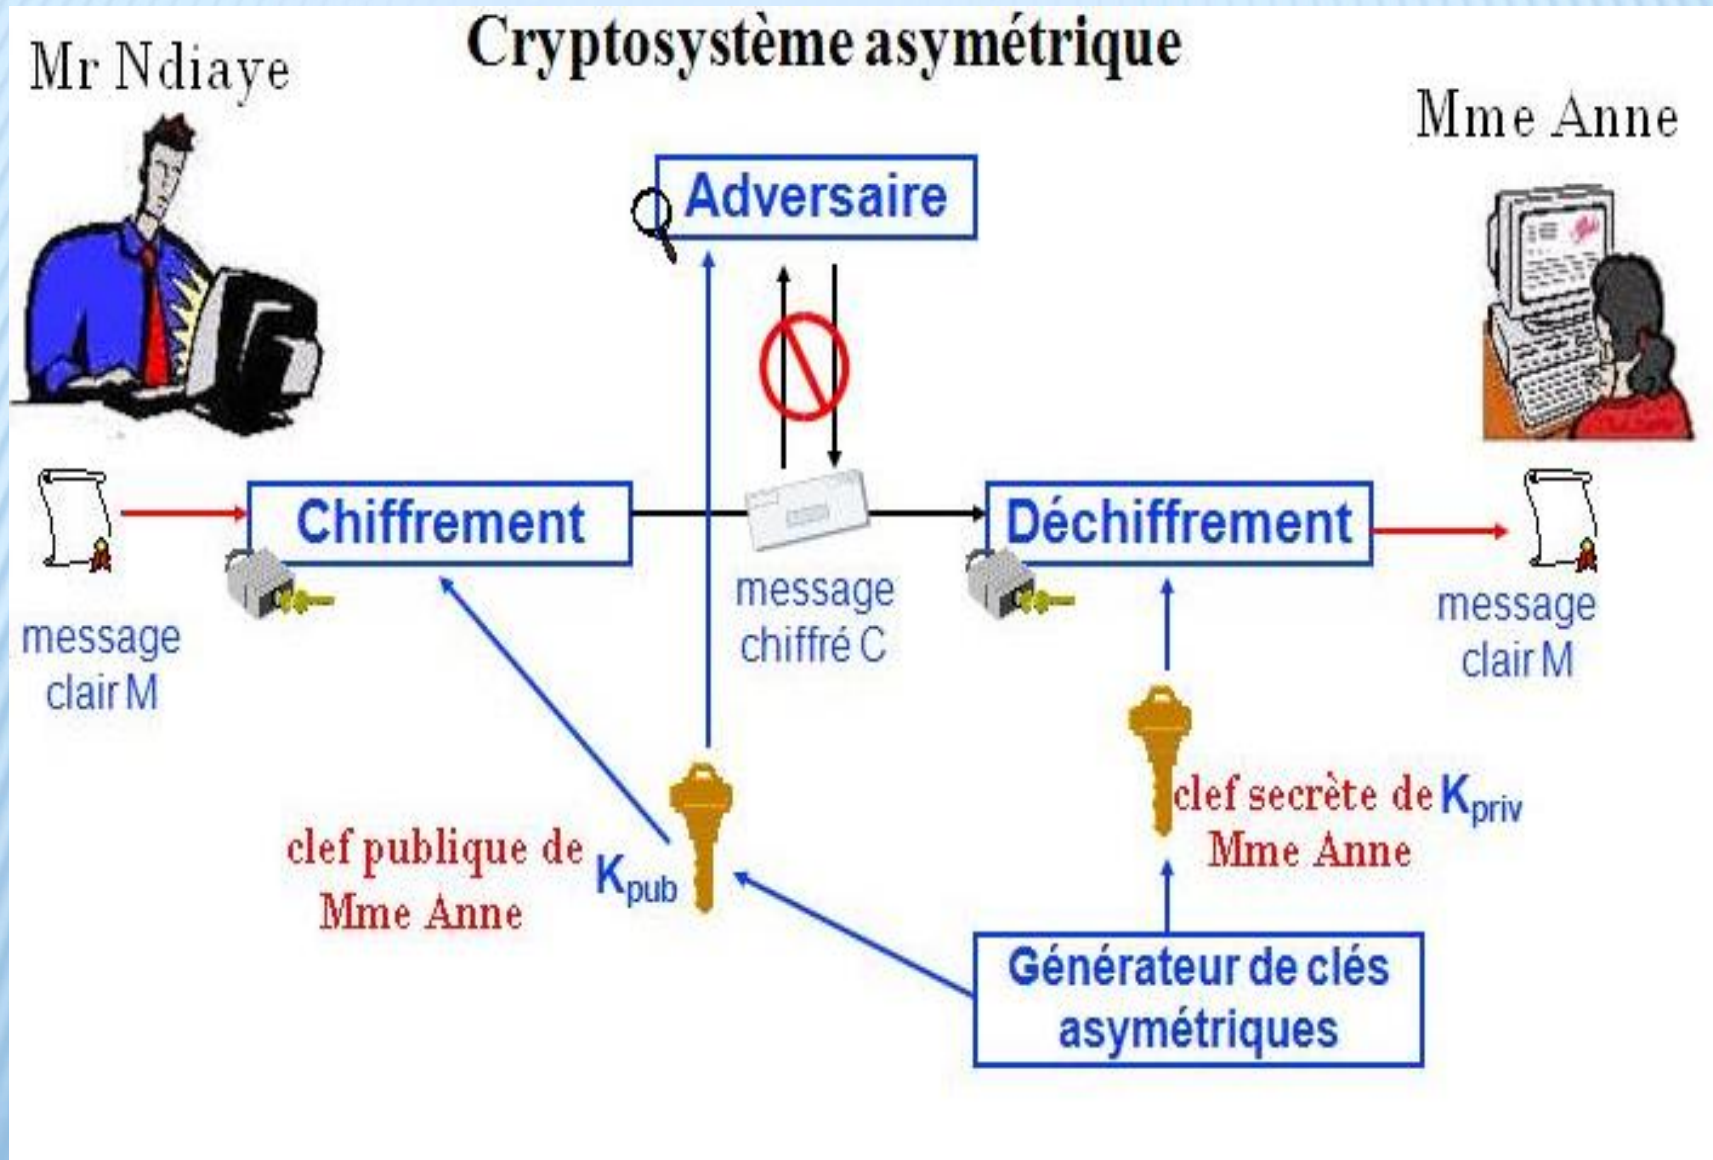 Cryptosystème asymétrique
Mr Ndiaye
Mme Anne
Adversaire
Chiffrement
Déchiffrement
message
clair M
message
chiffré C
message
clair M
clef publique de
Mme Anne
Kpub
clef secrète de Kpriv
Mme Anne
Générateur de clés
asymétriques